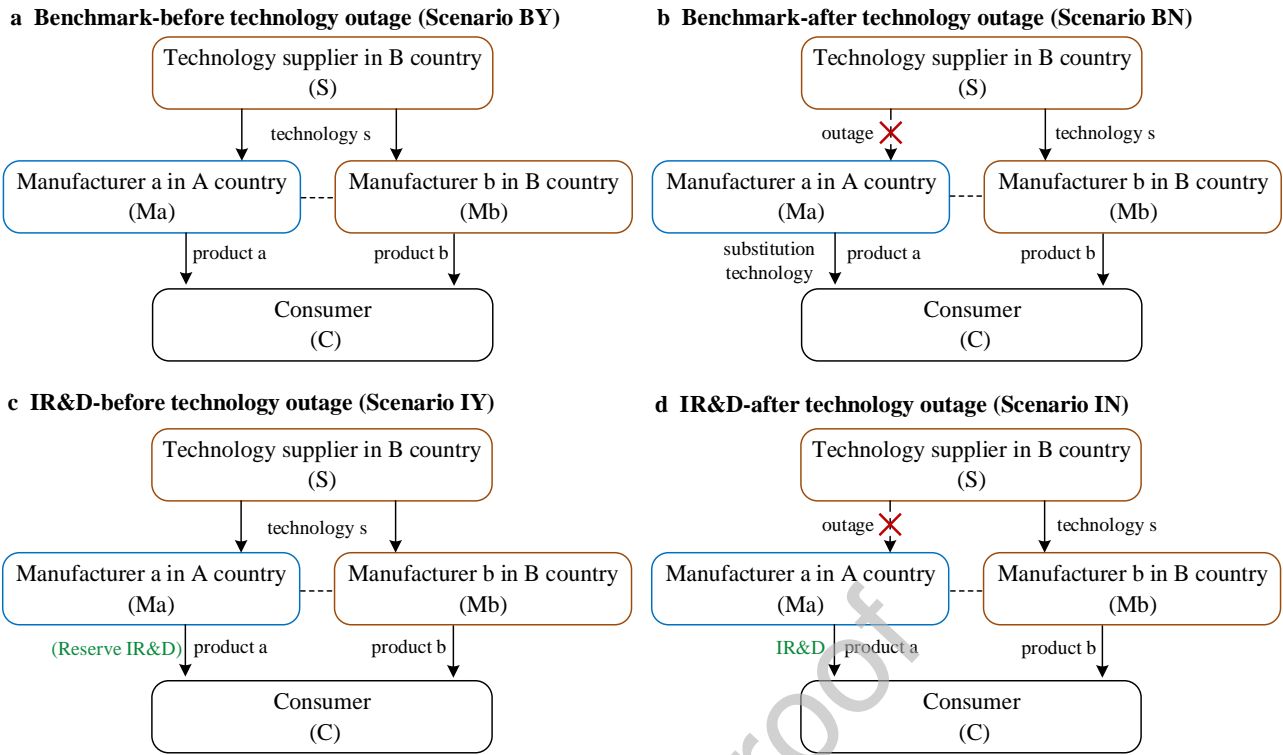 a Benchmark-before technology outage (Scenario BY)
Technology supplier in B country
(S)
technology s
Manufacturer a in A country
(Ma)
Manufacturer b in B country
(Mb)
product a
product b
Consumer
(C)
b Benchmark-after technology outage (Scenario BN)
Technology supplier in B country
(S)
outage
technology s
Manufacturer a in A country
(Ma)
Manufacturer b in B country
(Mb)
substitution
technology
product a
product b
Consumer
(C)
c IR&D-before technology outage (Scenario IY)
Technology supplier in B country
(S)
technology s
Manufacturer a in A country
(Ma)
Manufacturer b in B country
(Mb)
(Reserve IR&D)
product a
product b
Consumer
(C)
d IR&D-after technology outage (Scenario IN)
Technology supplier in B country
(S)
outage
technology s
Manufacturer a in A country
(Ma)
Manufacturer b in B country
(Mb)
IR&D
product a
product b
Consumer
(C)
roof